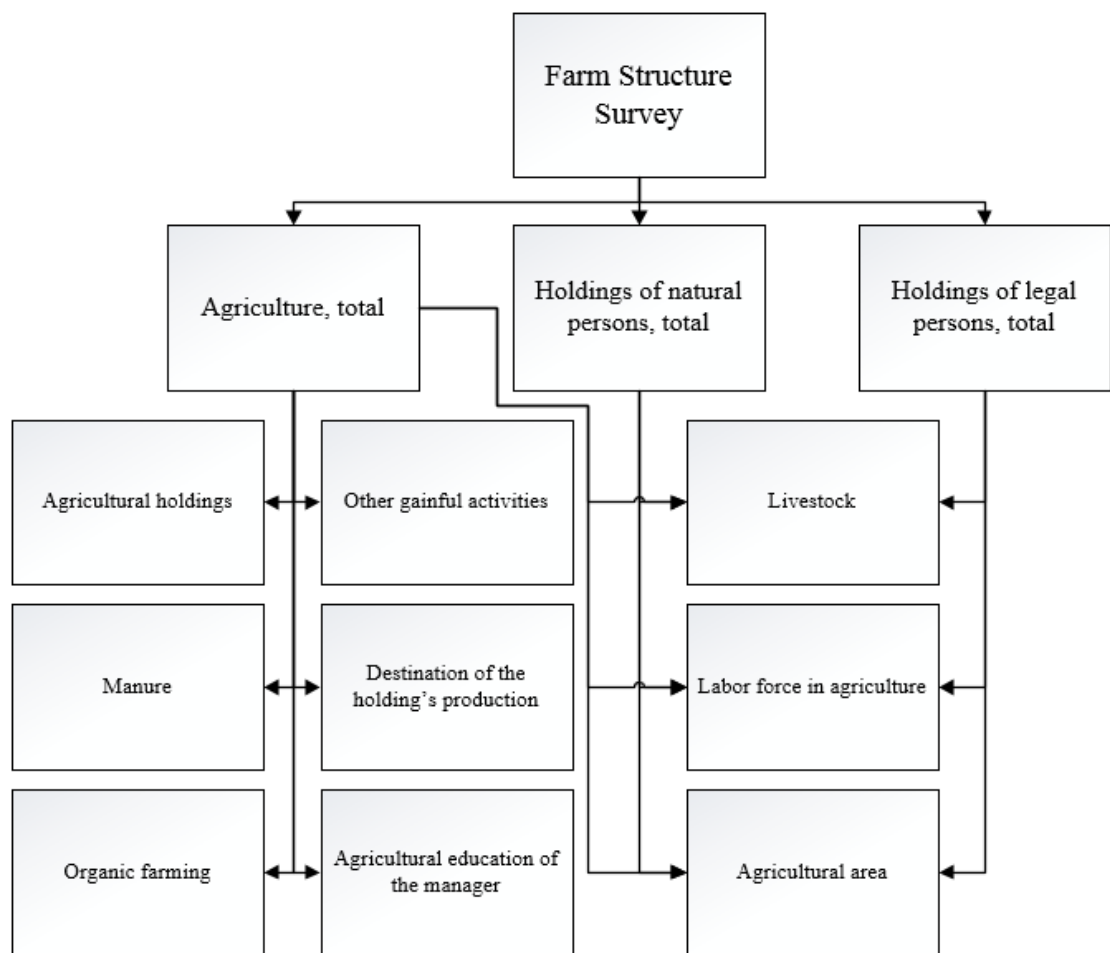 Farm Structure
Survey
Agriculture, total
Holdings of natural
persons, total
Holdings of legal
persons, total
Agricultural holdings
Other gainful activities
Livestock
Manure
Destination of the
holding’s production
Labor force in agriculture
Organic farming
Agricultural education of
the manager
Agricultural area